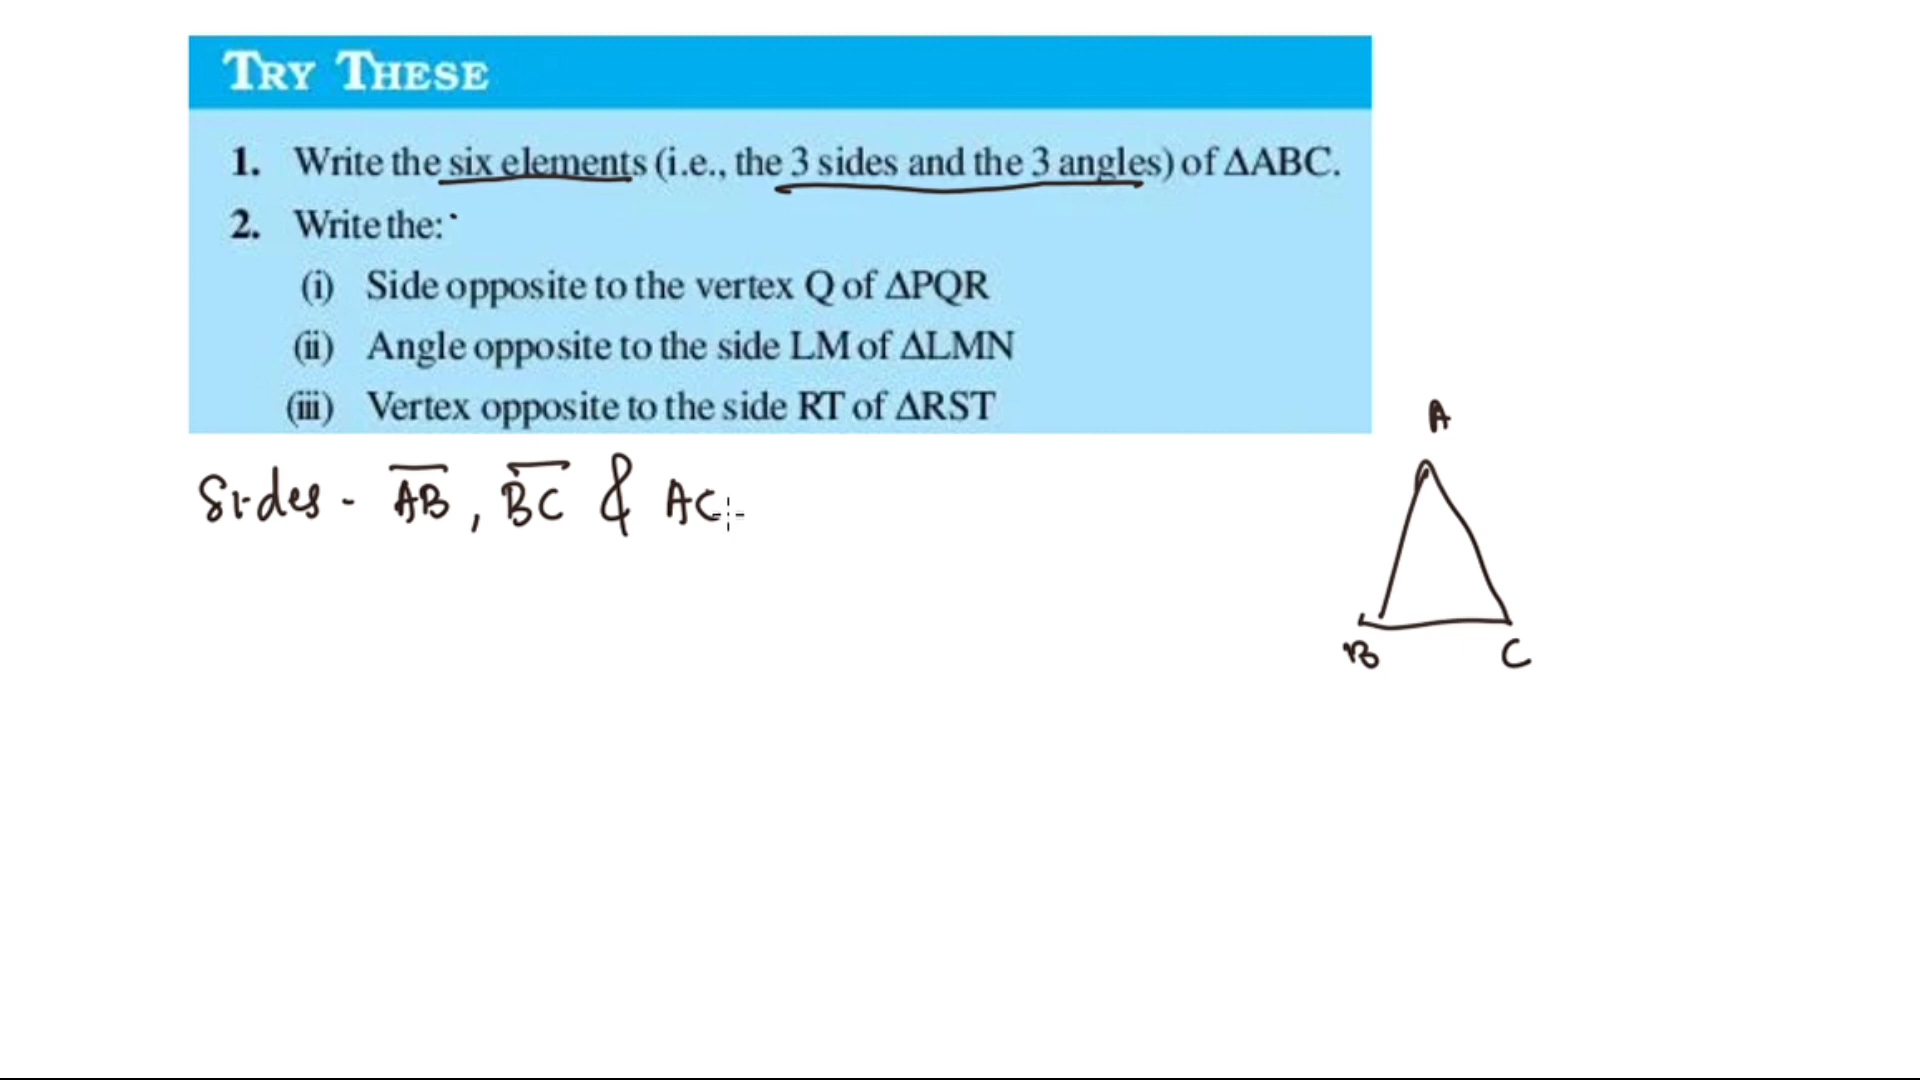 TRY THESE
1. Write the six elements (i.e., the 3 sides and the 3 angles) of ΔABC.
2. Write the:
(i) Side opposite to the vertex Q of ΔPQR
(ii) Angle opposite to the side LM of ΔLMN
(iii) Vertex opposite to the side RT of ΔRST
A
Sides - A̅B̅, B̅C̅ & AC
B C